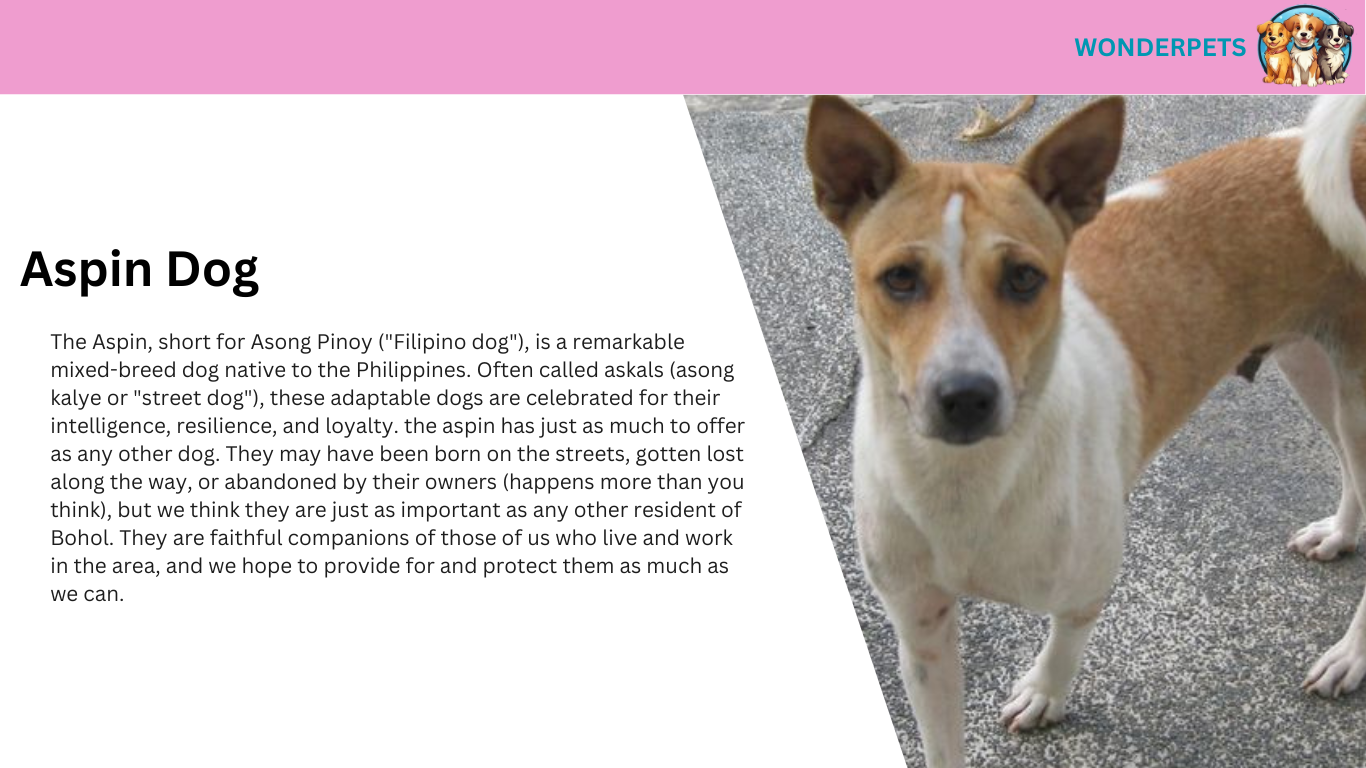 WONDERPETS
Aspin Dog
The Aspin, short for Asong Pinoy ("Filipino dog"), is a remarkable
mixed-breed dog native to the Philippines. Often called askals (asong
kalye or "street dog"), these adaptable dogs are celebrated for their
intelligence, resilience, and loyalty. the aspin has just as much to offer
as any other dog. They may have been born on the streets, gotten lost
along the way, or abandoned by their owners (happens more than you
think), but we think they are just as important as any other resident of
Bohol. They are faithful companions of those of us who live and work
in the area, and we hope to provide for and protect them as much as
we can.